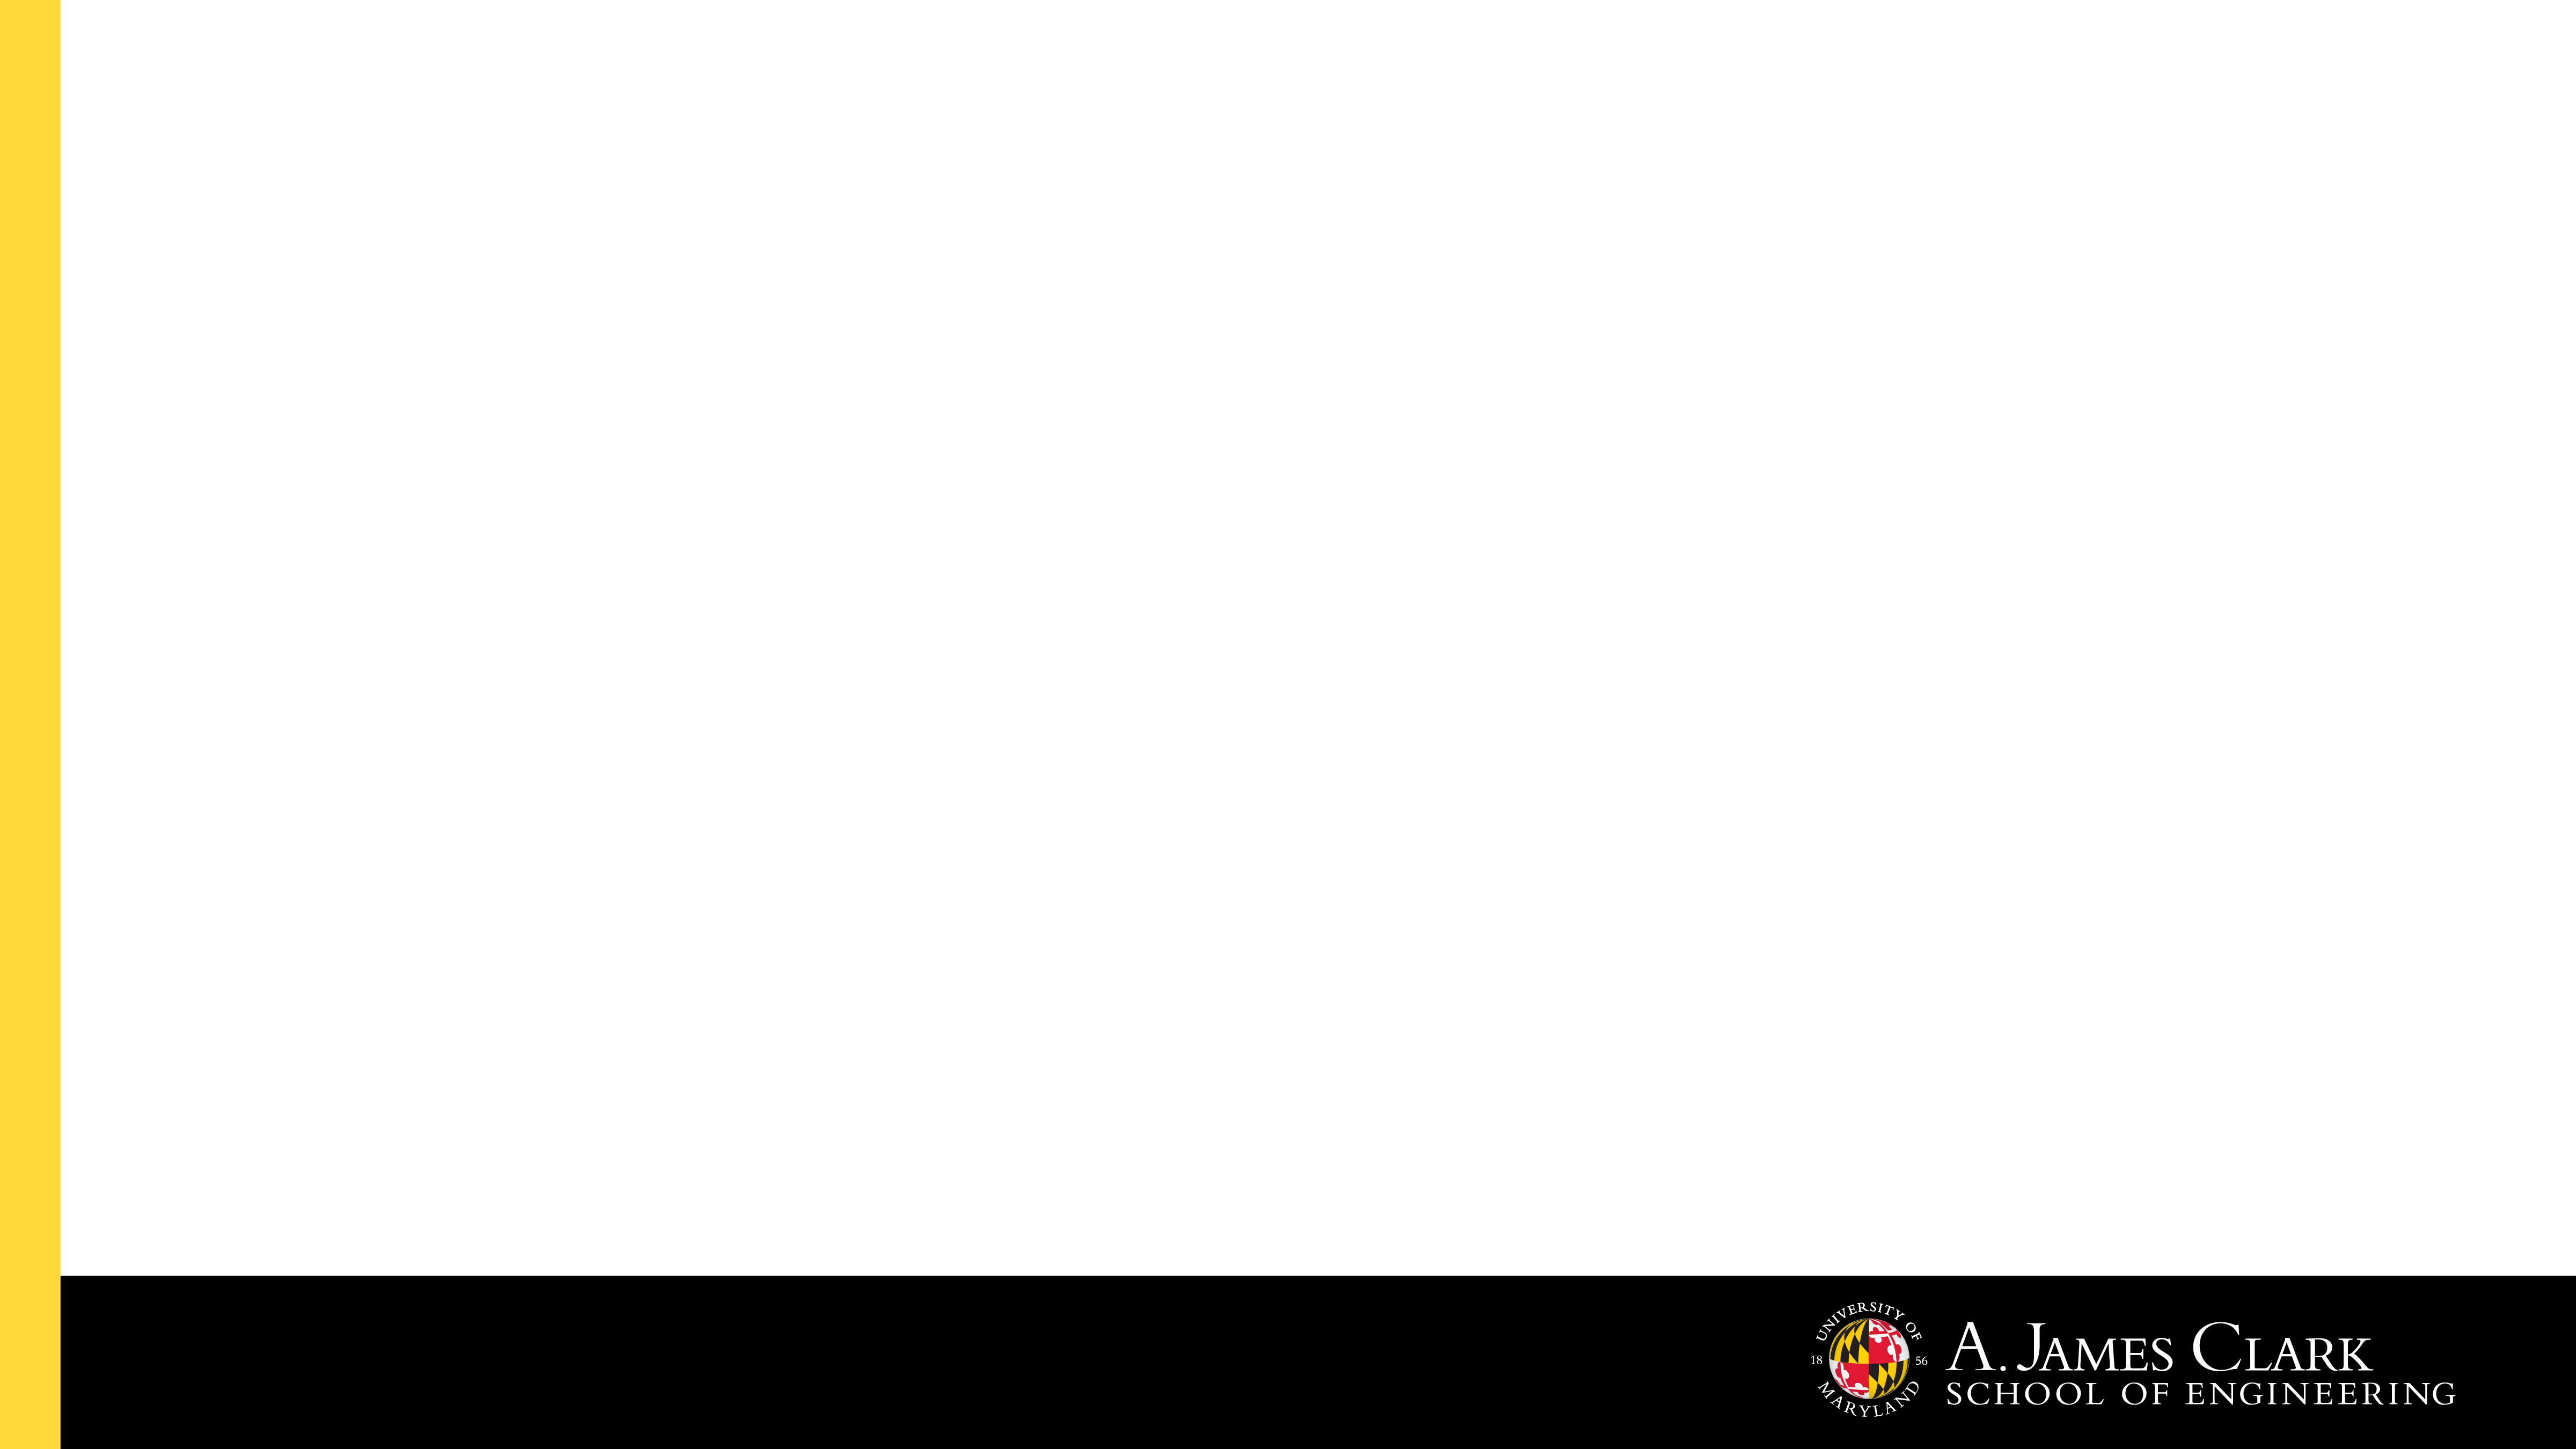 UNIVERSITY OF
18 56
MARYLAND
A. JAMES CLARK
SCHOOL OF ENGINEERING